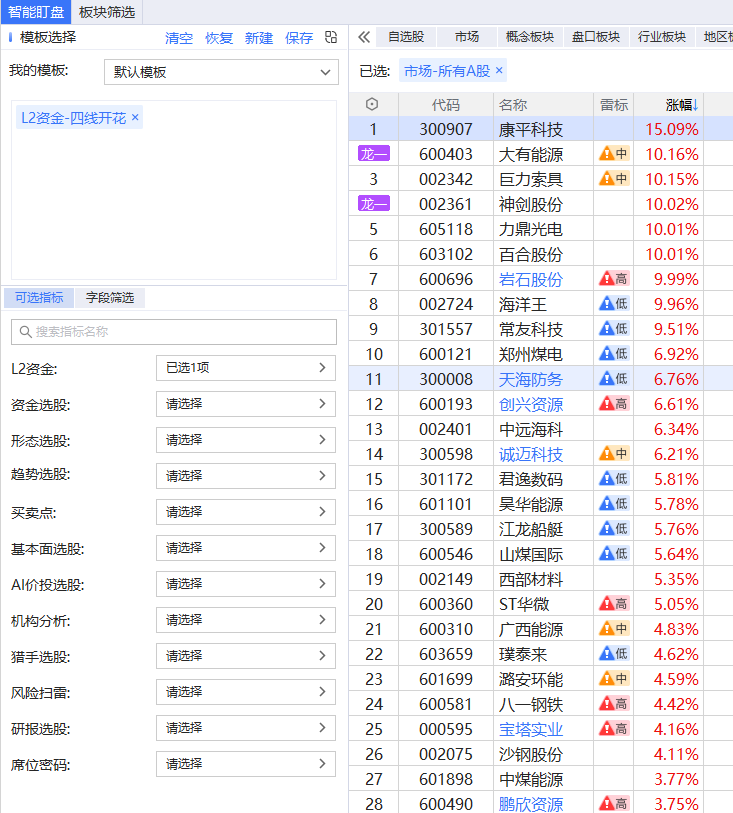 智能盯盘 板块筛选
模板选择 清空 恢复 新建 保存
我的模板: 默认模板
L2资金-四线开花 ×
可选指标 字段筛选
搜索指标名称
L2资金: 已选1项
资金选股: 请选择
形态选股: 请选择
趋势选股: 请选择
买卖点: 请选择
基本面选股: 请选择
AI价投选股: 请选择
机构分析: 请选择
猎手选股: 请选择
风险扫雷: 请选择
研报选股: 请选择
席位密码: 请选择
自选股 市场 概念板块 盘口板块 行业板块 地区
已选: 市场-所有A股 ×
代码 名称 雷标 涨幅↓
1 300907 康平科技 15.09%
龙一 600403 大有能源 中 10.16%
3 002342 巨力索具 中 10.15%
龙一 002361 神剑股份 10.02%
5 605118 力鼎光电 10.01%
6 603102 百合股份 10.01%
7 600696 岩石股份 高 9.99%
8 002724 海洋王 低 9.96%
9 301557 常友科技 低 9.51%
10 600121 郑州煤电 低 6.92%
11 300008 天海防务 低 6.76%
12 600193 创兴资源 高 6.61%
13 002401 中远海科 6.34%
14 300598 诚迈科技 中 6.21%
15 301172 君逸数码 低 5.81%
16 601101 昊华能源 低 5.78%
17 300589 江龙船艇 低 5.76%
18 600546 山煤国际 低 5.64%
19 002149 西部材料 5.35%
20 600360 ST华微 高 5.05%
21 600310 广西能源 中 4.83%
22 603659 璞泰来 低 4.62%
23 601699 潞安环能 中 4.59%
24 600581 八一钢铁 高 4.42%
25 000595 宝塔实业 高 4.16%
26 002075 沙钢股份 4.11%
27 601898 中煤能源 3.77%
28 600490 鹏欣资源 高 3.75%